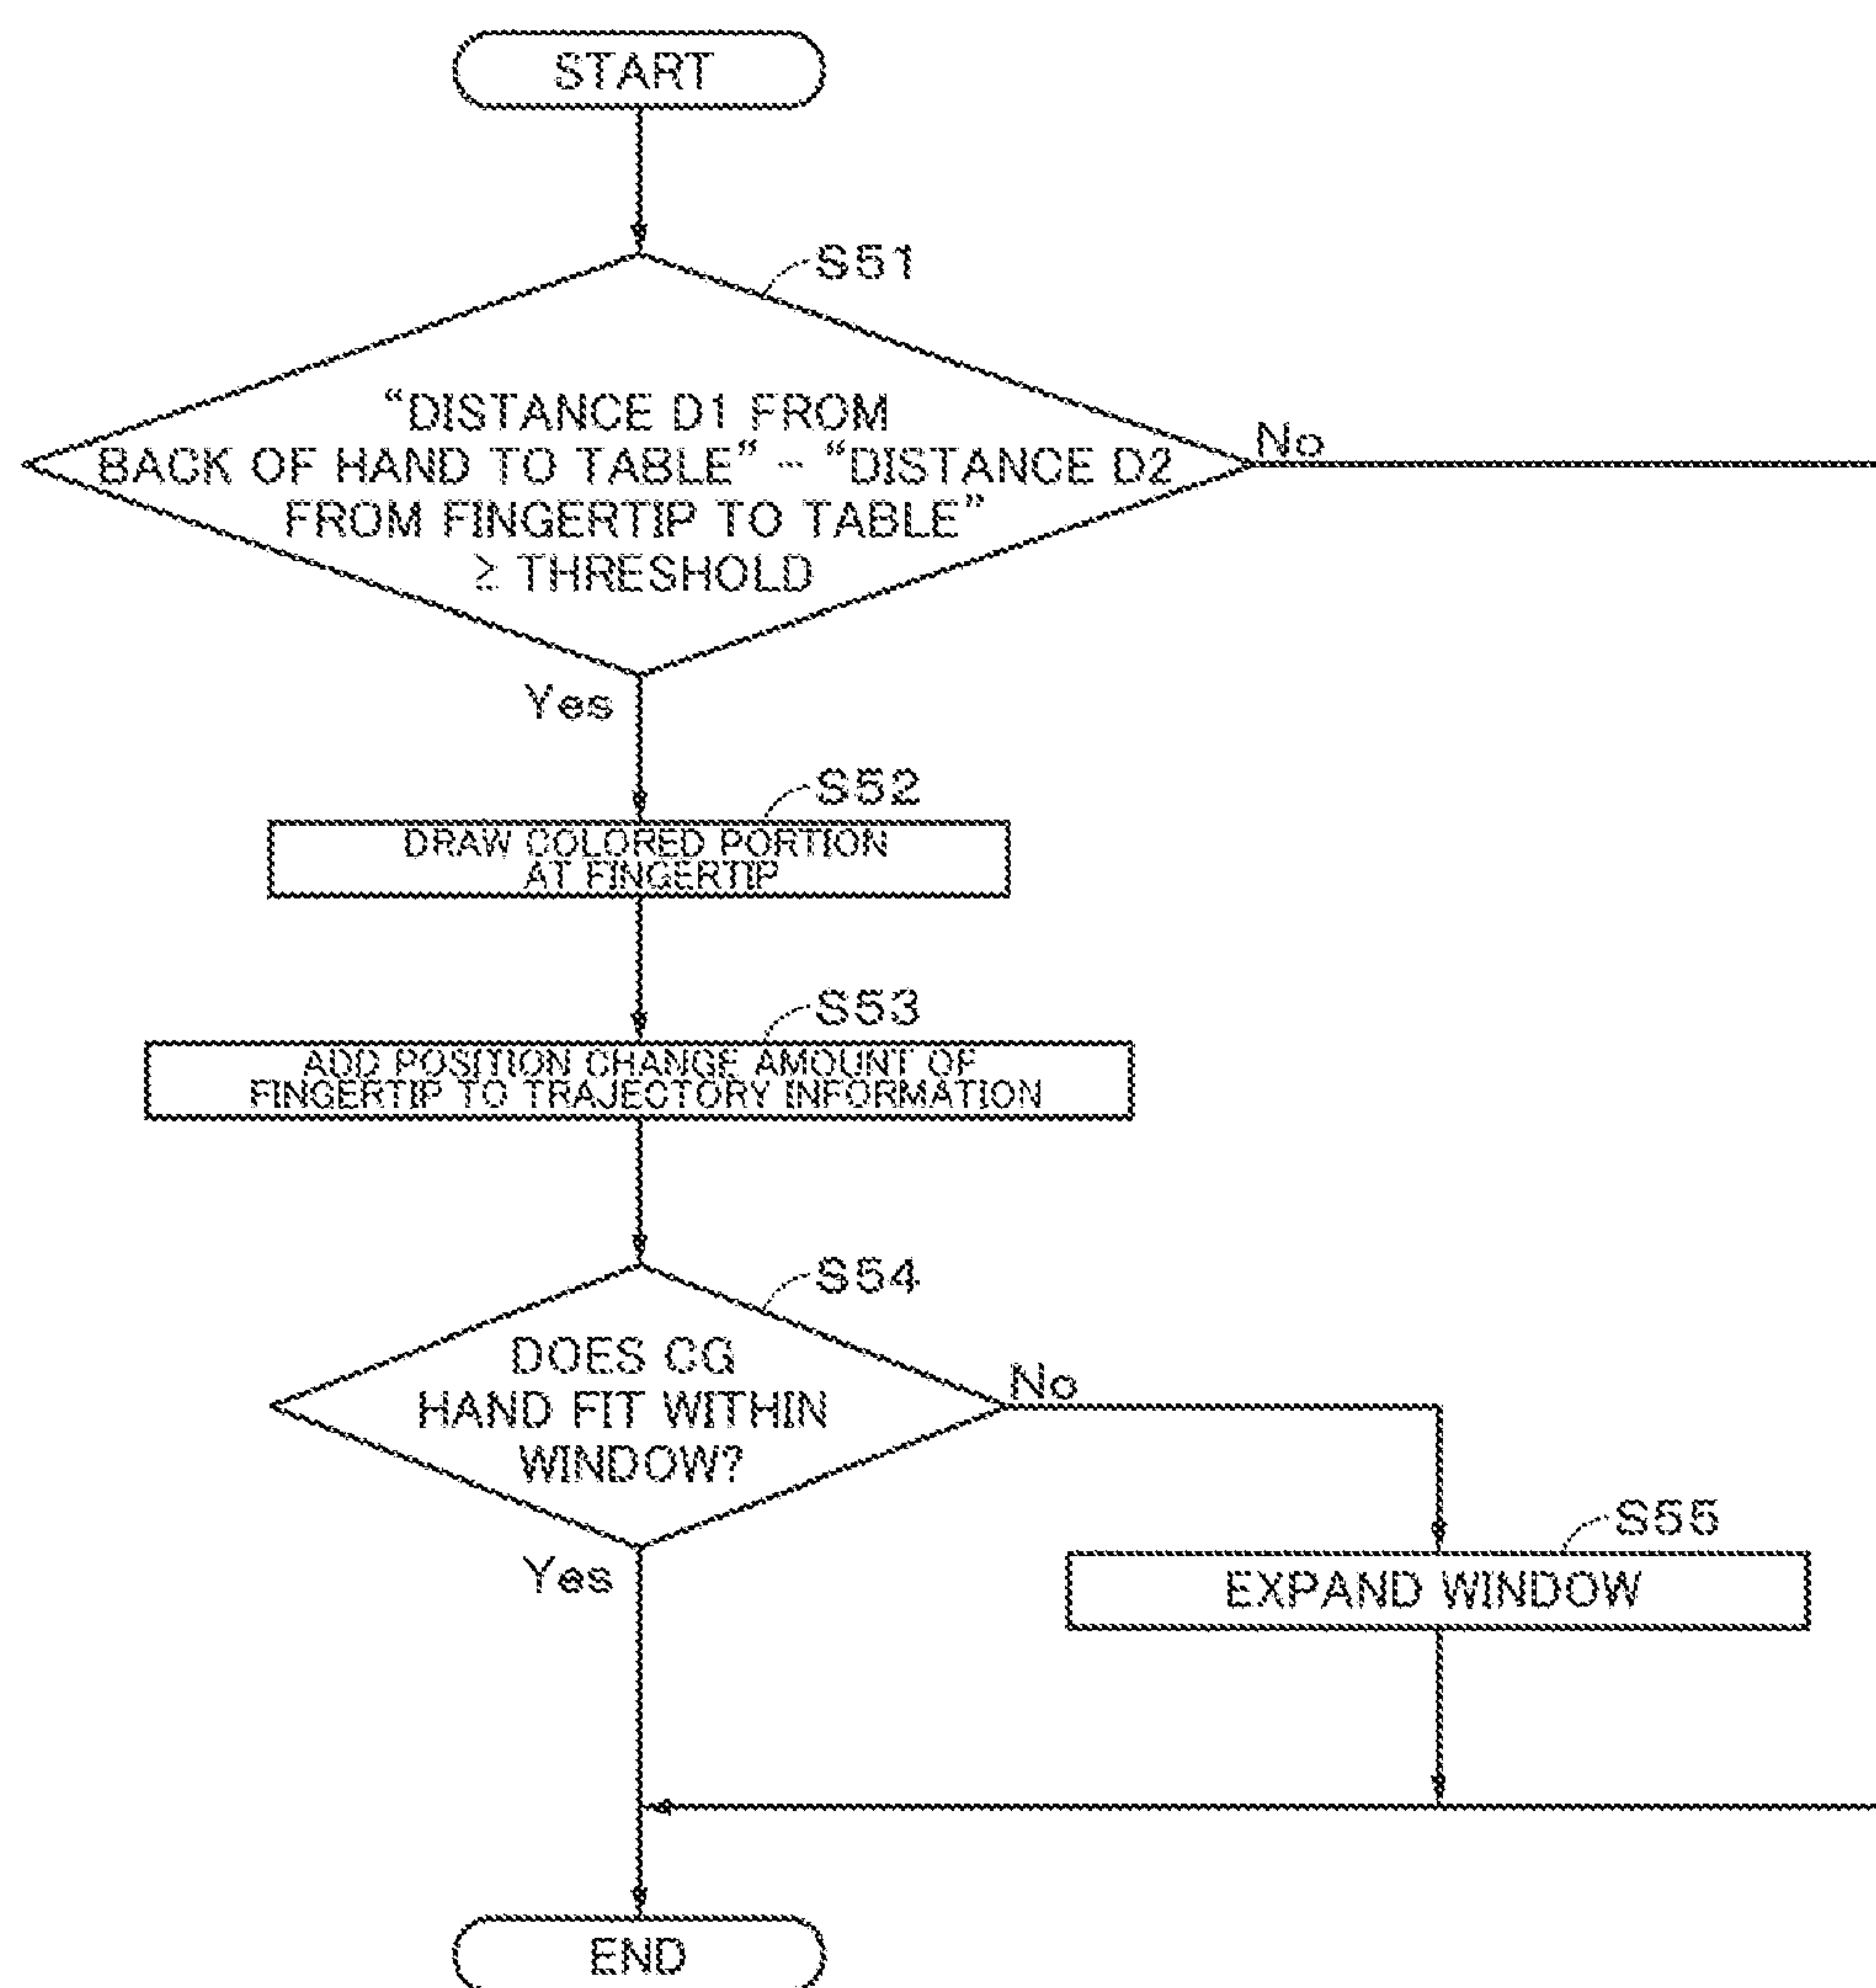 START
S51
“DISTANCE D1 FROM
BACK OF HAND TO TABLE” - “DISTANCE D2
FROM FINGERTIP TO TABLE”
≥ THRESHOLD
No
Yes
S52
DRAW COLORED PORTION
AT FINGERTIP
S53
ADD POSITION CHANGE AMOUNT OF
FINGERTIP TO TRAJECTORY INFORMATION
S54
DOES CG
HAND FIT WITHIN
WINDOW?
No
Yes
S55
EXPAND WINDOW
END